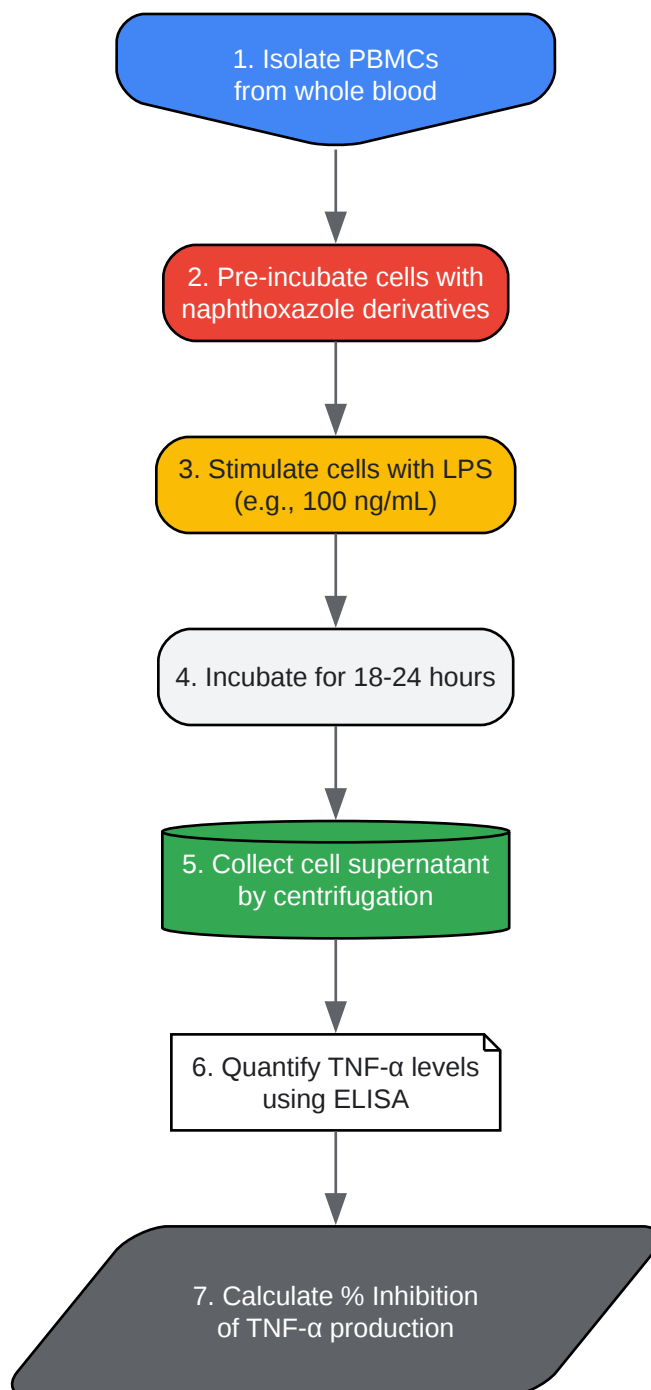 1. Isolate PBMCs
from whole blood
2. Pre-incubate cells with
naphthoxazole derivatives
3. Stimulate cells with LPS
(e.g., 100 ng/mL)
4. Incubate for 18-24 hours
5. Collect cell supernatant
by centrifugation
6. Quantify TNF-α levels
using ELISA
7. Calculate % Inhibition
of TNF-α production